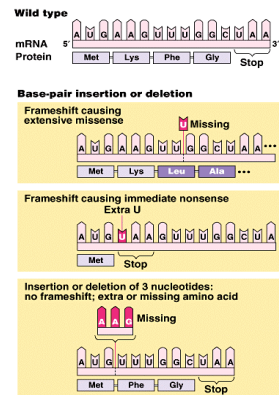 Wild type
A U G A A G U U U G G C U A A
mRNA 5' 3'
Protein Met Lys Phe Gly
Stop
Base-pair insertion or deletion
Frameshift causing
extensive missense
U Missing
A U G A A G U U G G C U A A ...
Met Lys Leu Ala ...
Frameshift causing immediate nonsense
Extra U
A U G U A A G U U U G G C U A
Met
Stop
Insertion or deletion of 3 nucleotides:
no frameshift; extra or missing amino acid
A A G Missing
A U G U U U G G C U A A
Met Phe Gly
Stop